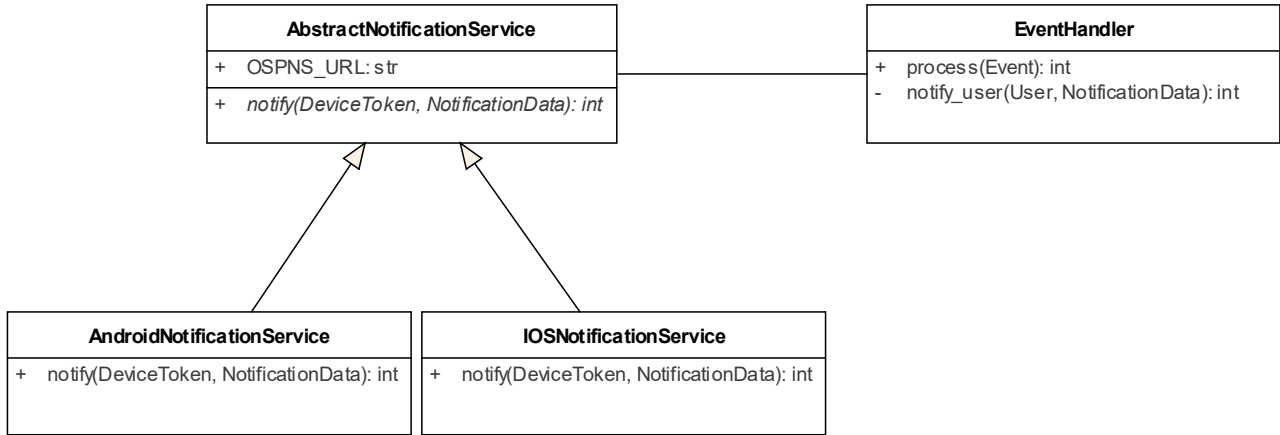 AbstractNotificationService
+ OSPNS_URL: str
+ notify(DeviceToken, NotificationData): int
EventHandler
+ process(Event): int
- notify_user(User, NotificationData): int
AndroidNotificationService
+ notify(DeviceToken, NotificationData): int
IOSNotificationService
+ notify(DeviceToken, NotificationData): int